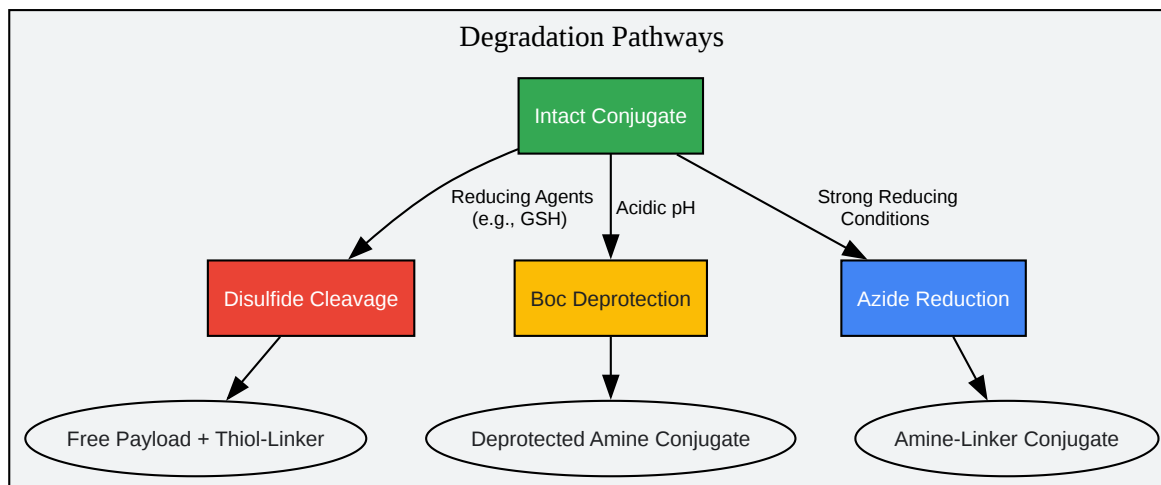 Degradation Pathways
Intact Conjugate
Reducing Agents
(e.g., GSH)
Acidic pH
Strong Reducing
Conditions
Disulfide Cleavage
Boc Deprotection
Azide Reduction
Free Payload + Thiol-Linker
Deprotected Amine Conjugate
Amine-Linker Conjugate